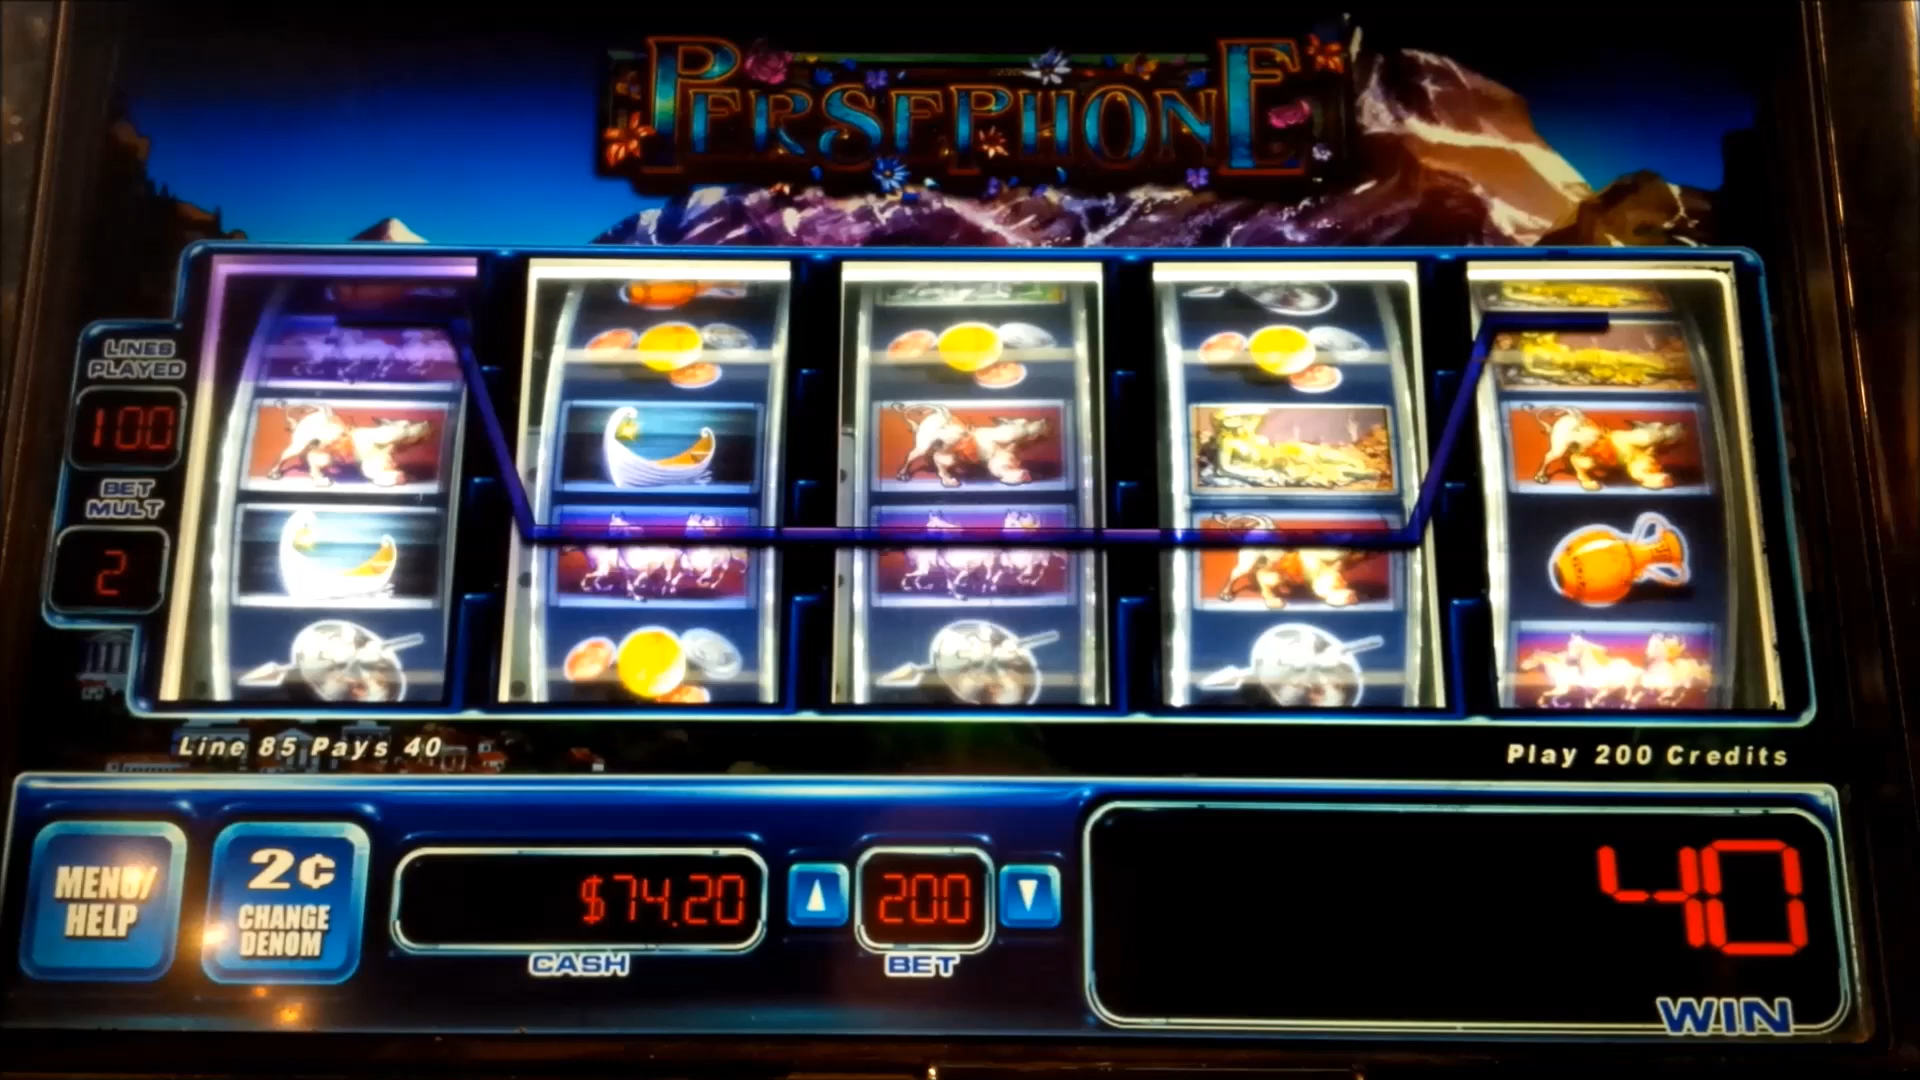 PERSEPHONE
LINES
PLAYED
100
BET
MULT
2
Line 85 Pays 40
Play 200 Credits
MENU/
HELP
2¢
CHANGE
DENOM
$74.20
CASH
200
BET
40
WIN